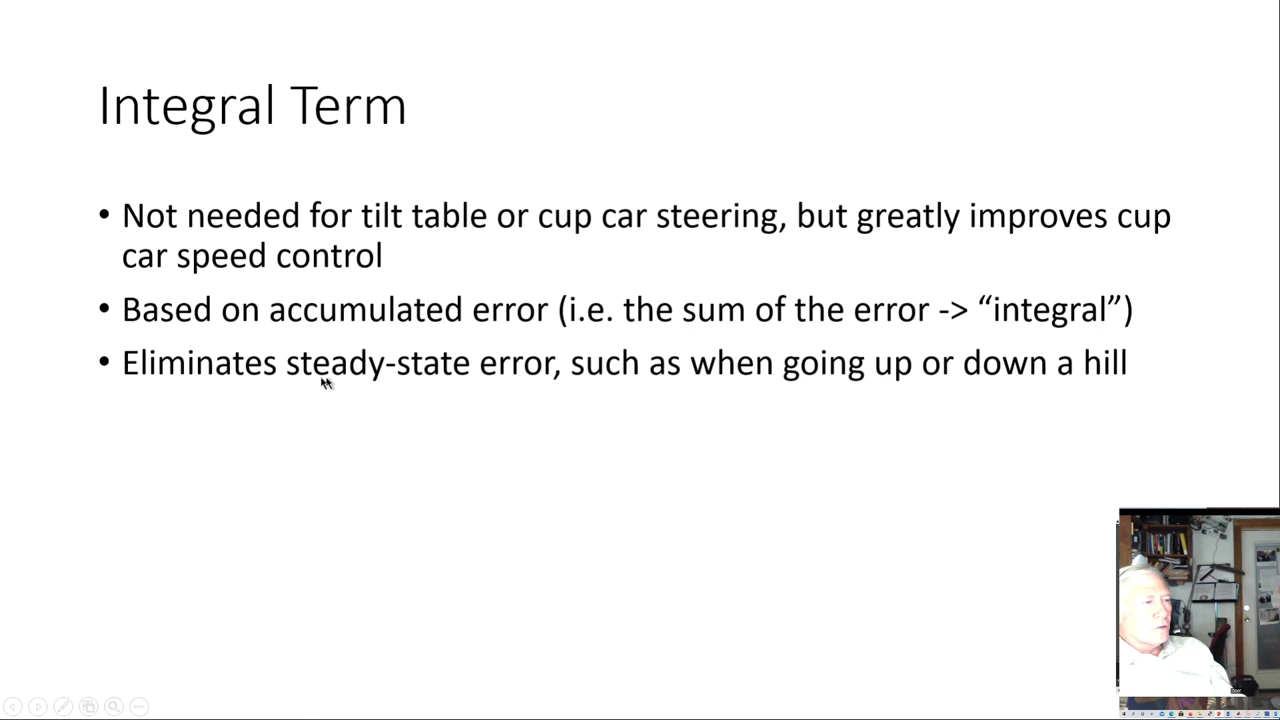 Integral Term
• Not needed for tilt table or cup car steering, but greatly improves cup
car speed control
• Based on accumulated error (i.e. the sum of the error -> “integral”)
• Eliminates steady-state error, such as when going up or down a hill